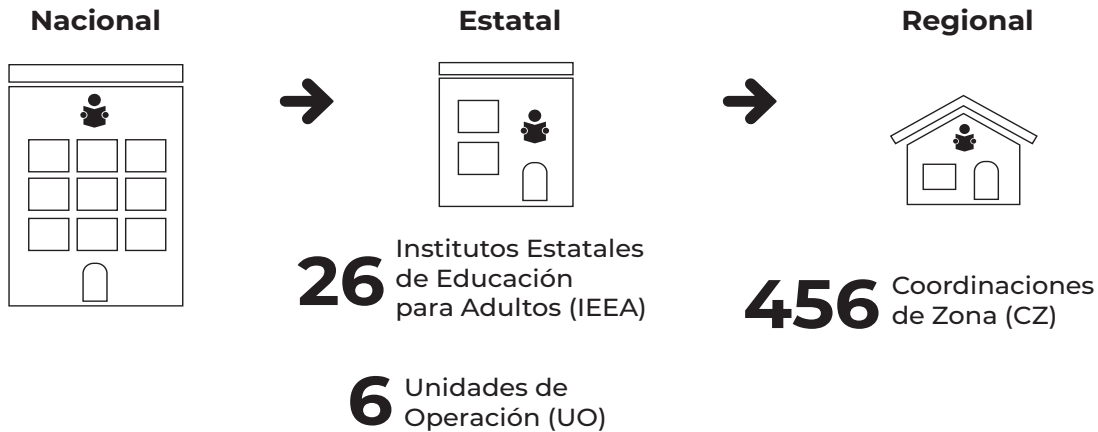 Nacional
Estatal
Regional
26 Institutos Estatales
de Educación
para Adultos (IEEA)
456 Coordinaciones
de Zona (CZ)
6 Unidades de
Operación (UO)